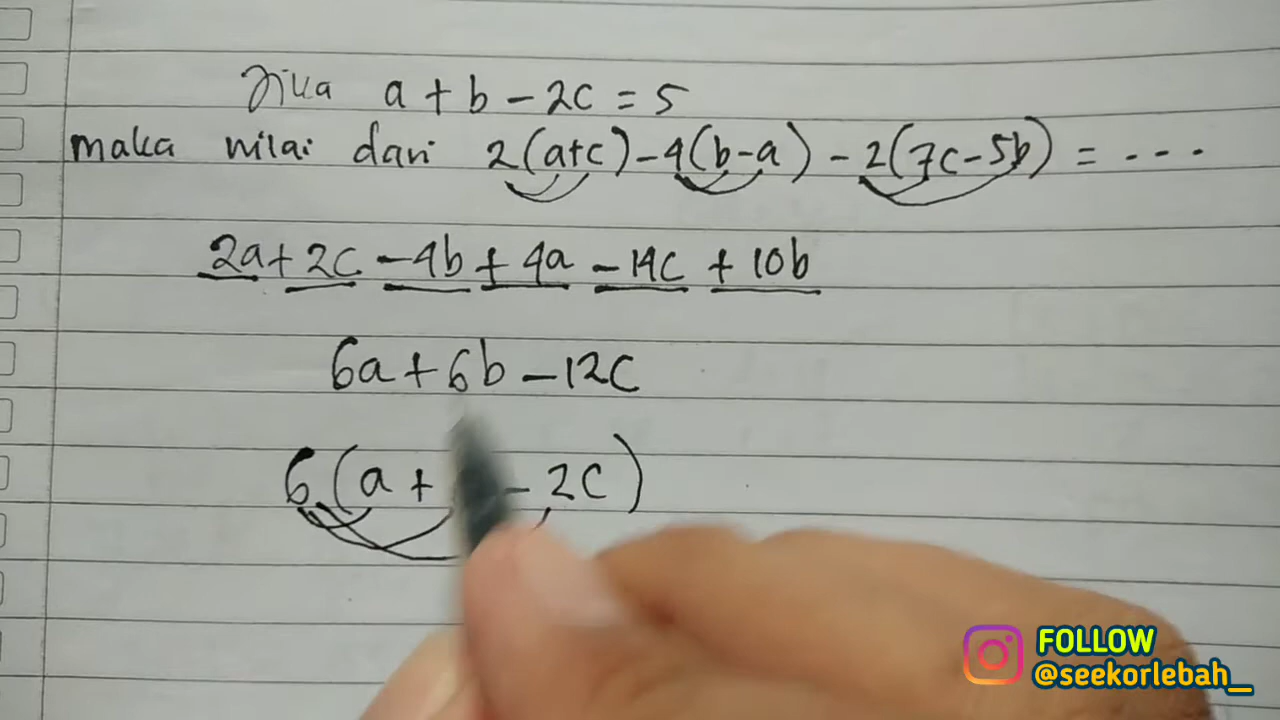 Jika a + b - 2c = 5
maka nilai dari 2(a+c) - 4(b-a) - 2(7c-5b) = ...
2a + 2c - 4b + 4a - 14c + 10b
6a + 6b - 12c
6(a + - 2c)
FOLLOW
@seekorlebah_